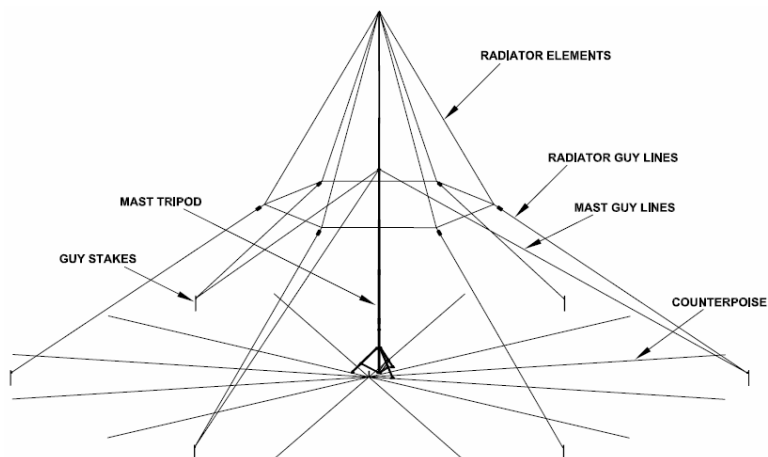 RADIATOR ELEMENTS
RADIATOR GUY LINES
MAST TRIPOD
MAST GUY LINES
GUY STAKES
COUNTERPOISE